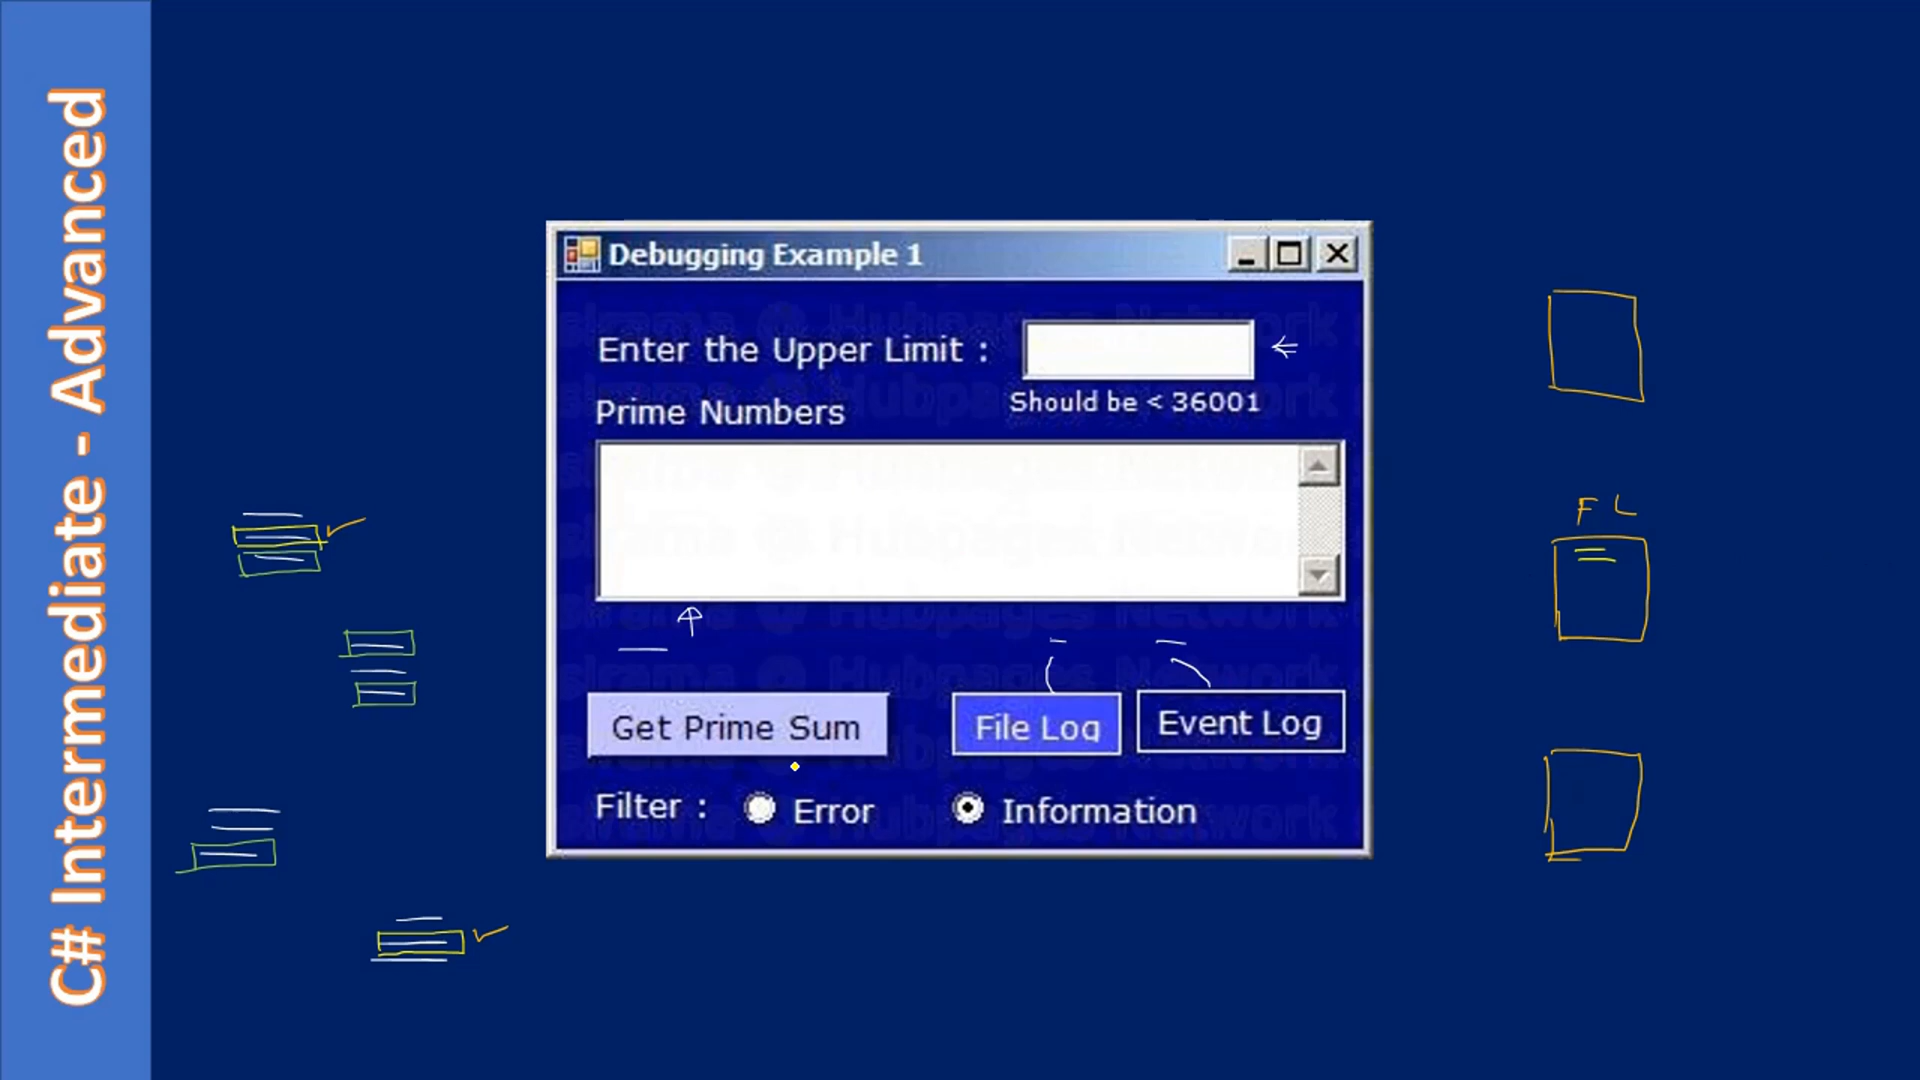 C# Intermediate - Advanced
Debugging Example 1
Enter the Upper Limit :
Should be < 36001
Prime Numbers
F L
Get Prime Sum
File Log
Event Log
Filter :
Error
Information